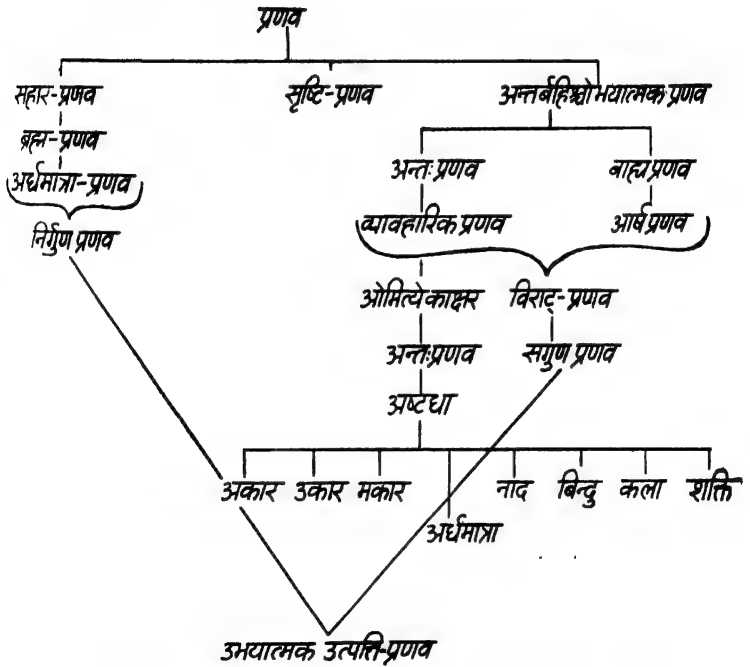 प्रणव
सहार-प्रणव सृष्टि-प्रणव अन्तर्बहिश्चोभयात्मक प्रणव
ब्रह्म-प्रणव
अन्तः प्रणव बाह्य प्रणव
अर्धमात्रा-प्रणव
व्यावहारिक प्रणव आर्ष प्रणव
निर्गुण प्रणव
ओमित्येकाक्षर विराट्-प्रणव
अन्तःप्रणव सगुण प्रणव
अष्टधा
अकार उकार मकार नाद बिन्दु कला शक्ति
अर्धमात्रा
उभयात्मक उत्पत्ति-प्रणव